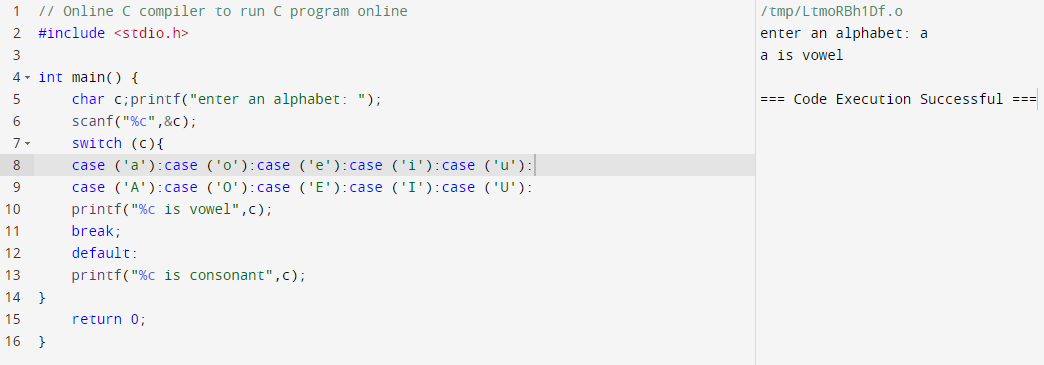 1 // Online C compiler to run C program online
2 #include <stdio.h>
3
4 int main() {
5     char c;printf("enter an alphabet: ");
6     scanf("%c",&c);
7     switch (c){
8     case ('a'):case ('o'):case ('e'):case ('i'):case ('u'):
9     case ('A'):case ('O'):case ('E'):case ('I'):case ('U'):
10     printf("%c is vowel",c);
11     break;
12     default:
13     printf("%c is consonant",c);
14 }
15     return 0;
16 }
/tmp/LtmoRBh1Df.o
enter an alphabet: a
a is vowel
=== Code Execution Successful ===